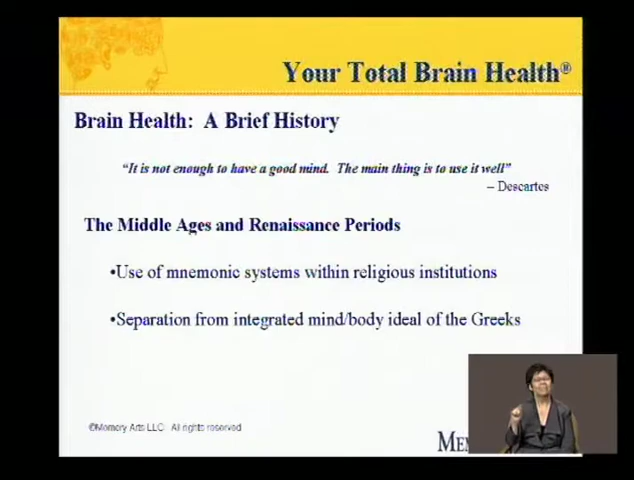 Your Total Brain Health®
Brain Health: A Brief History
“It is not enough to have a good mind. The main thing is to use it well”
– Descartes
The Middle Ages and Renaissance Periods
•Use of mnemonic systems within religious institutions
•Separation from integrated mind/body ideal of the Greeks
©Memory Arts LLC All rights reserved